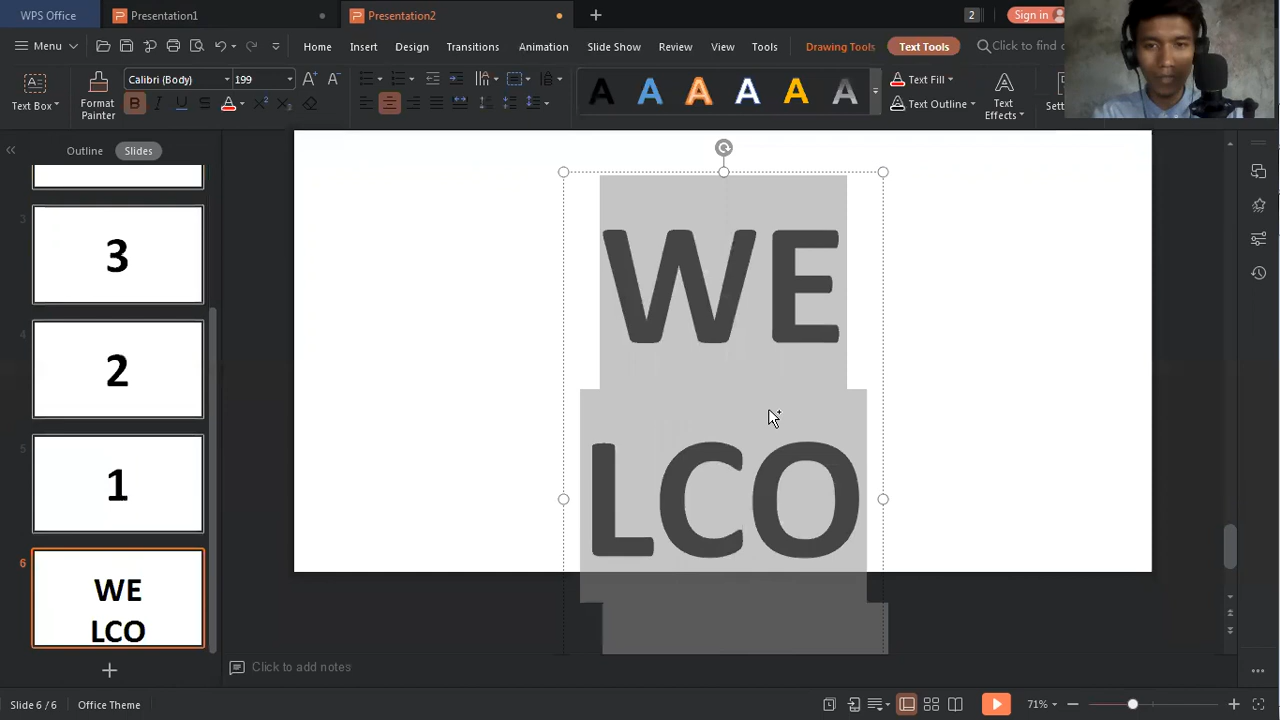 WPS Office
Presentation1
Presentation2
2
Sign in
Menu
Home
Insert
Design
Transitions
Animation
Slide Show
Review
View
Tools
Drawing Tools
Text Tools
Click to find
Text Box
Format
Painter
Calibri (Body)
199
B
I
U
S
A
A A A A A A
Text Fill
Text Outline
Text
Effects
Outline
Slides
3
3
4
2
5
1
6
WE
LCO
WE
LCO
Click to add notes
Slide 6 / 6
Office Theme
71%